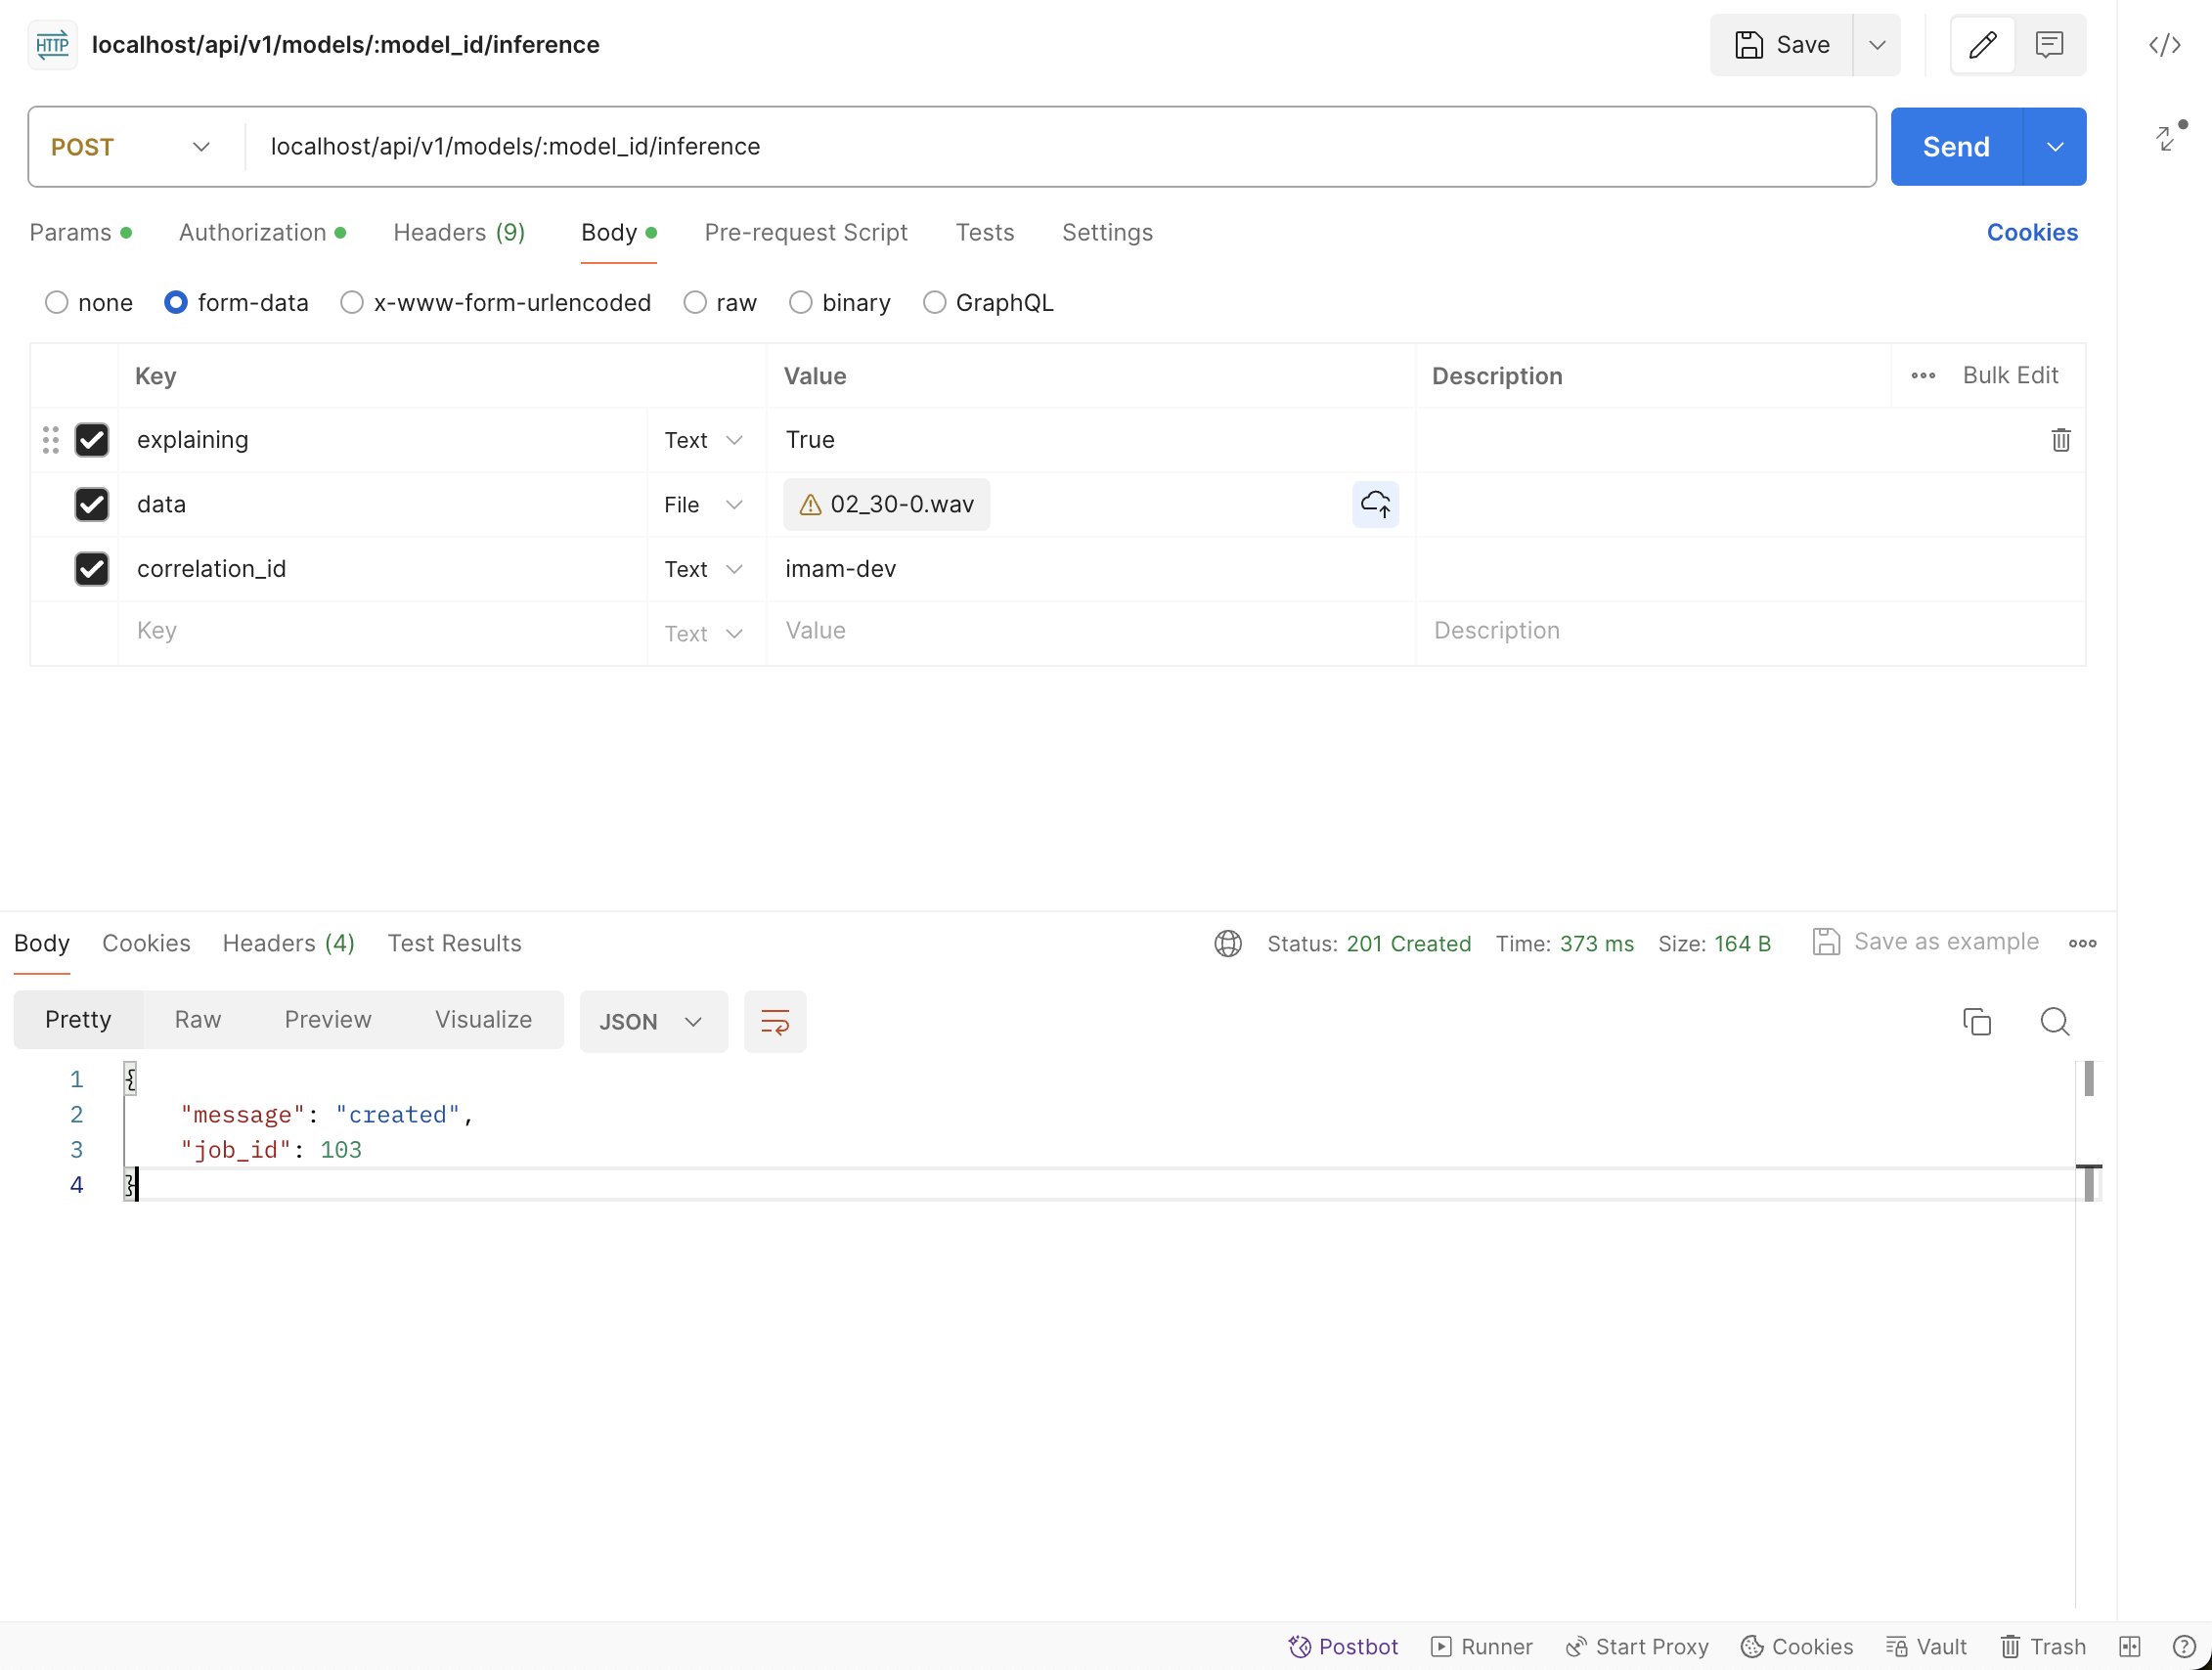 HTTP localhost/api/v1/models/:model_id/inference Save
POST localhost/api/v1/models/:model_id/inference Send
Params Authorization Headers (9) Body Pre-request Script Tests Settings Cookies
none form-data x-www-form-urlencoded raw binary GraphQL
Key Value Description Bulk Edit
explaining Text True
data File 02_30-0.wav
correlation_id Text imam-dev
Key Text Value Description
Body Cookies Headers (4) Test Results Status: 201 Created Time: 373 ms Size: 164 B Save as example
Pretty Raw Preview Visualize JSON
1 {
2 "message": "created",
3 "job_id": 103
4 }
Postbot Runner Start Proxy Cookies Vault Trash